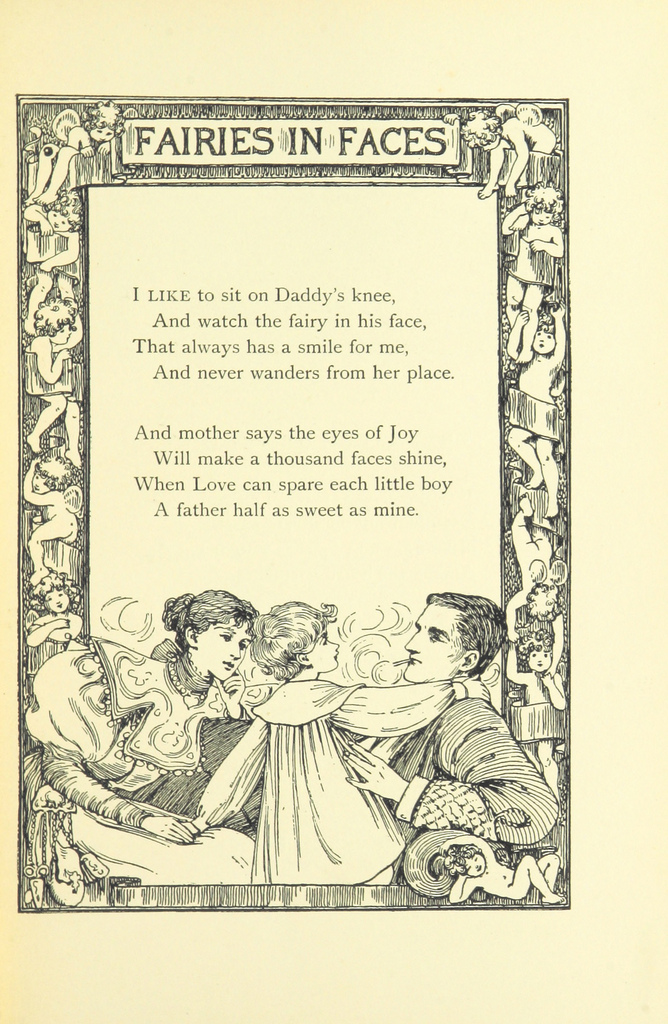 FAIRIES IN FACES
I LIKE to sit on Daddy's knee,
And watch the fairy in his face,
That always has a smile for me,
And never wanders from her place.
And mother says the eyes of Joy
Will make a thousand faces shine,
When Love can spare each little boy
A father half as sweet as mine.